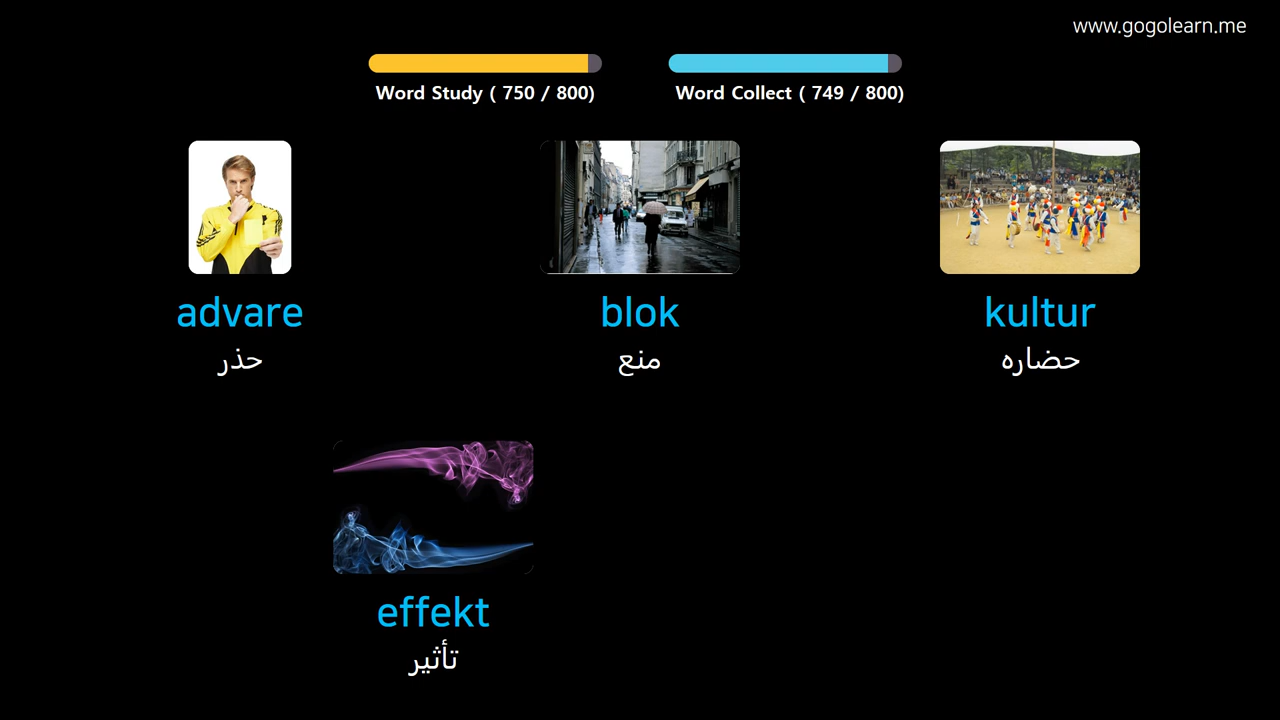 www.gogolearn.me
Word Study ( 750 / 800)
Word Collect ( 749 / 800)
advare
حذر
blok
منع
kultur
حضاره
effekt
تأثير